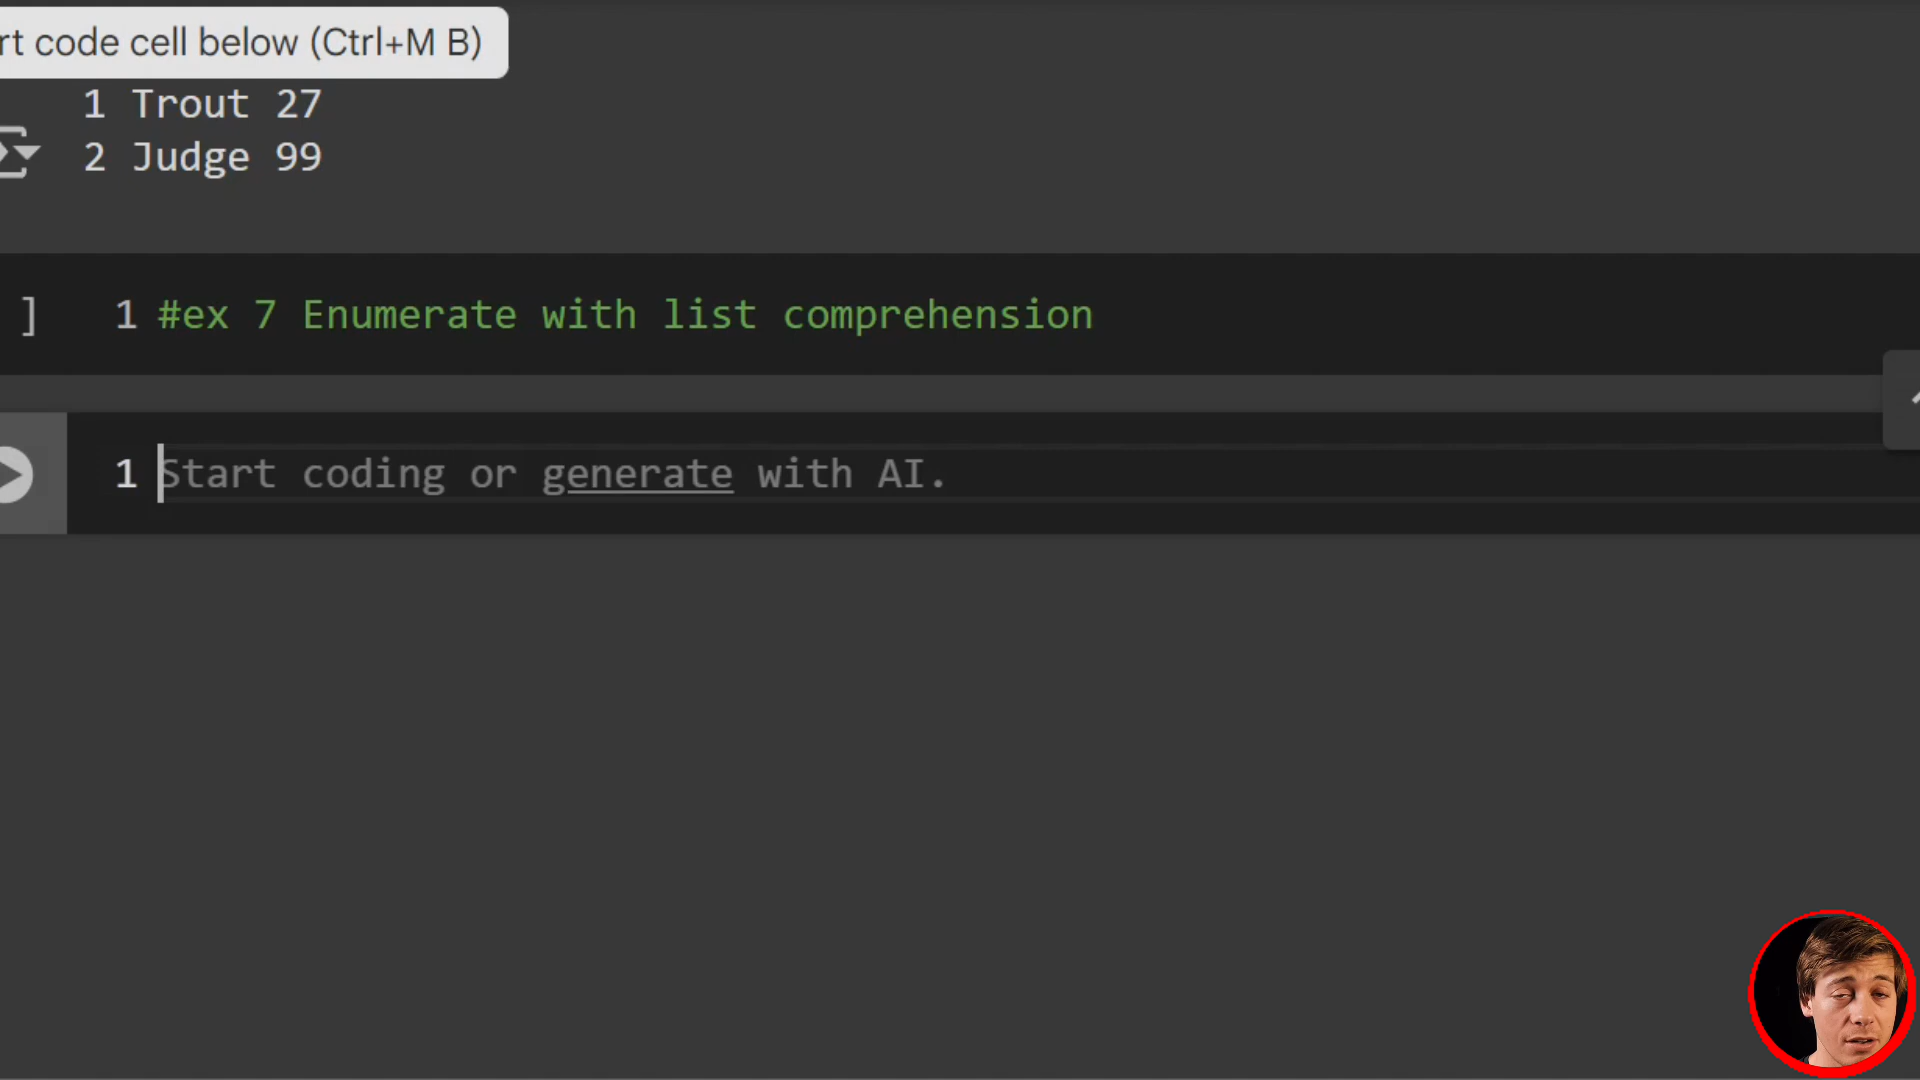 rt code cell below (Ctrl+M B)
1 Trout 27
2 Judge 99
] 1 #ex 7 Enumerate with list comprehension
1 Start coding or generate with AI.